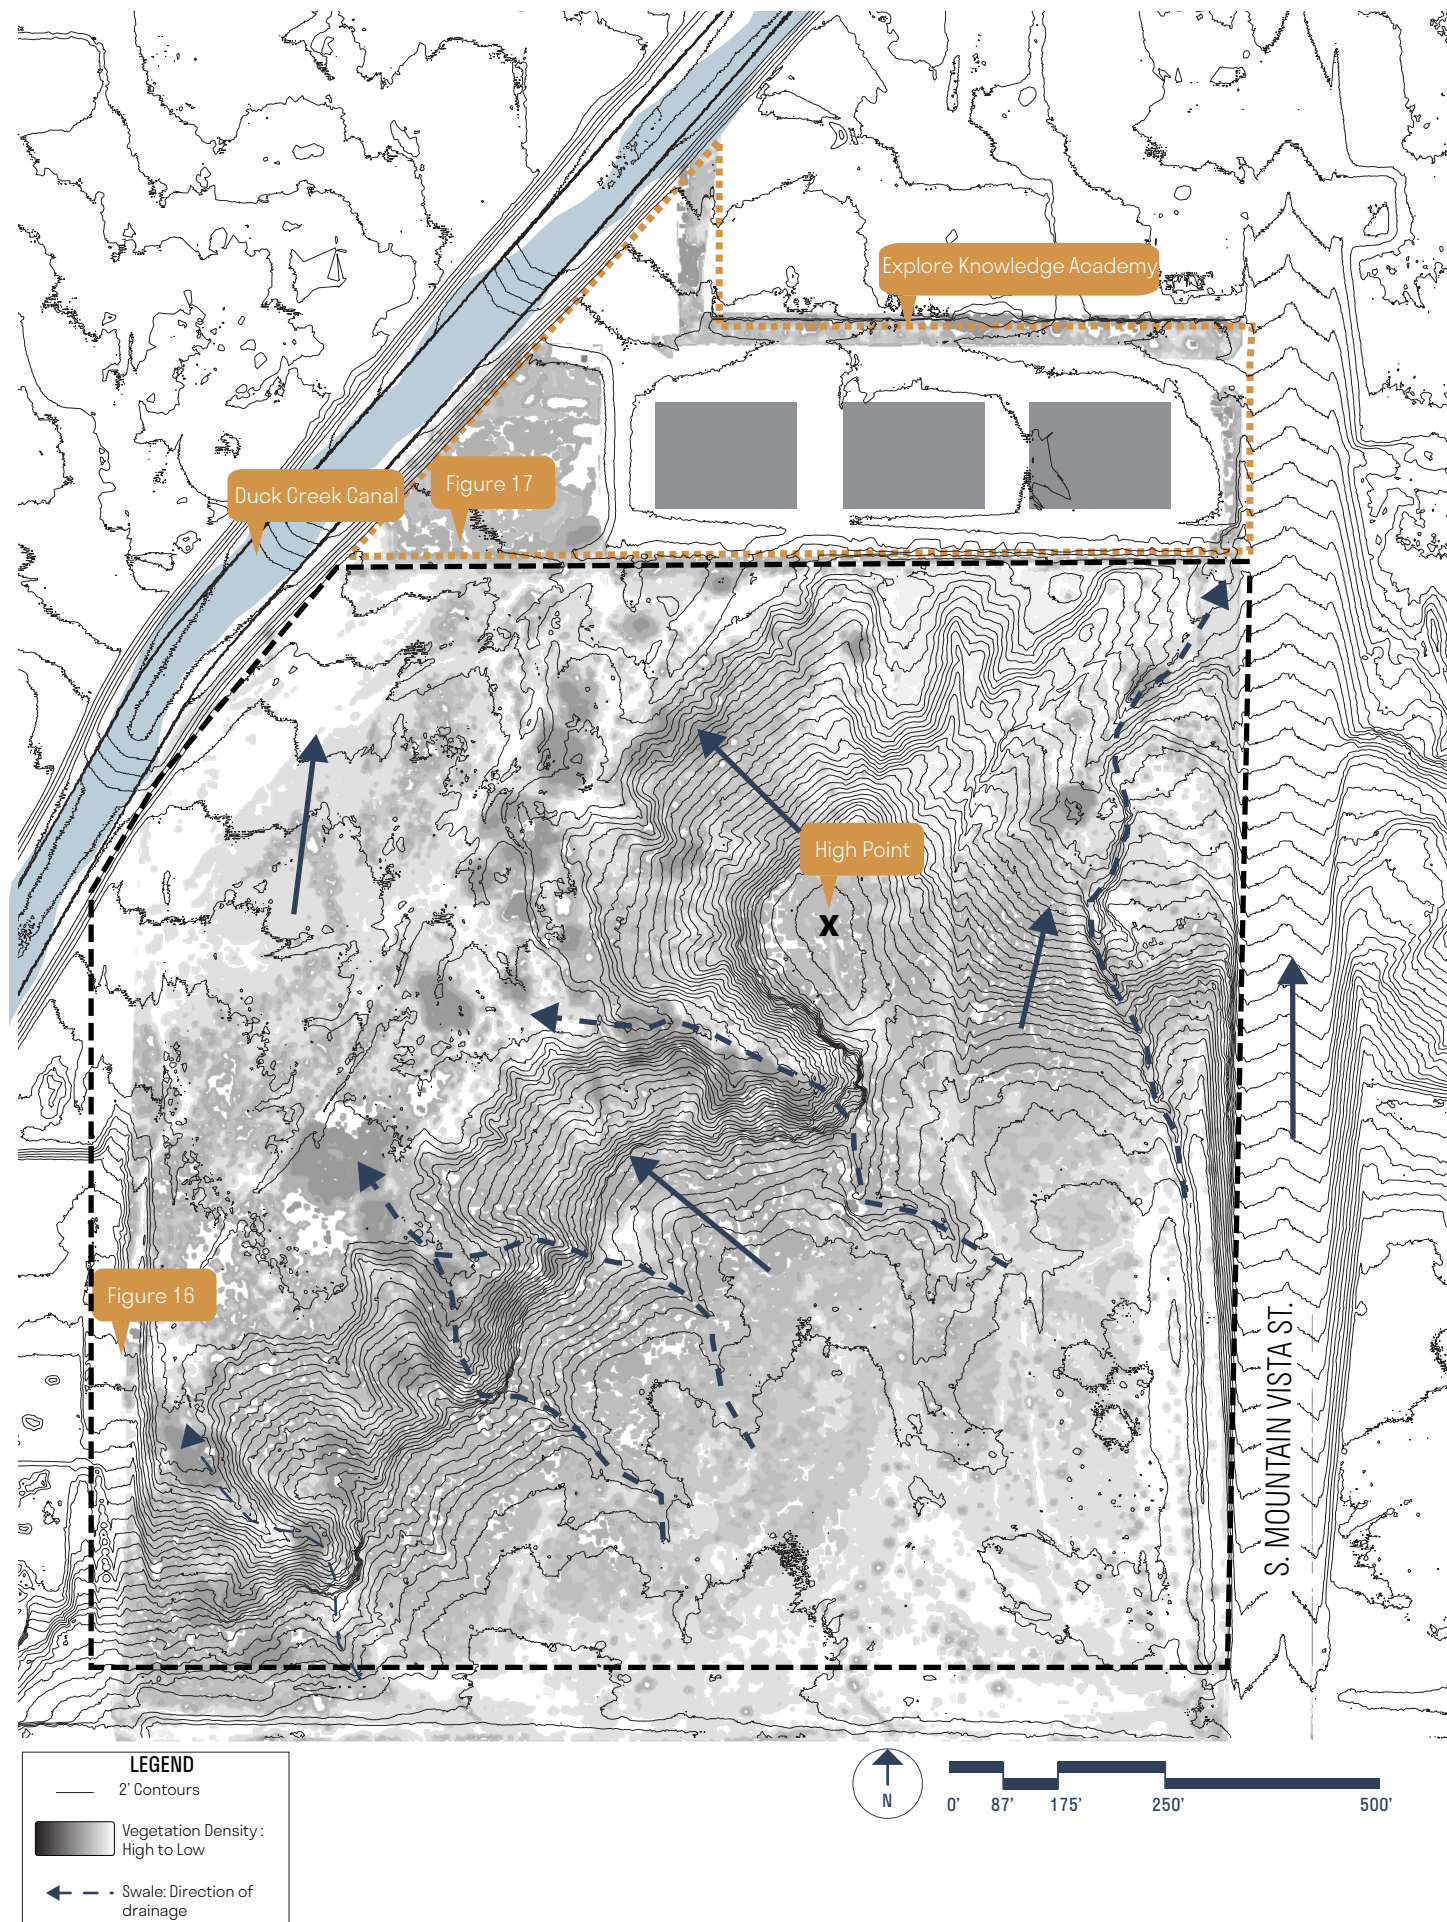 Explore Knowledge Academy
Figure 17
Duck Creek Canal
High Point
x
Figure 16
S. MOUNTAIN VISTA ST.
LEGEND
2' Contours
Vegetation Density :
High to Low
Swale: Direction of
drainage
N
0' 87' 175' 250' 500'